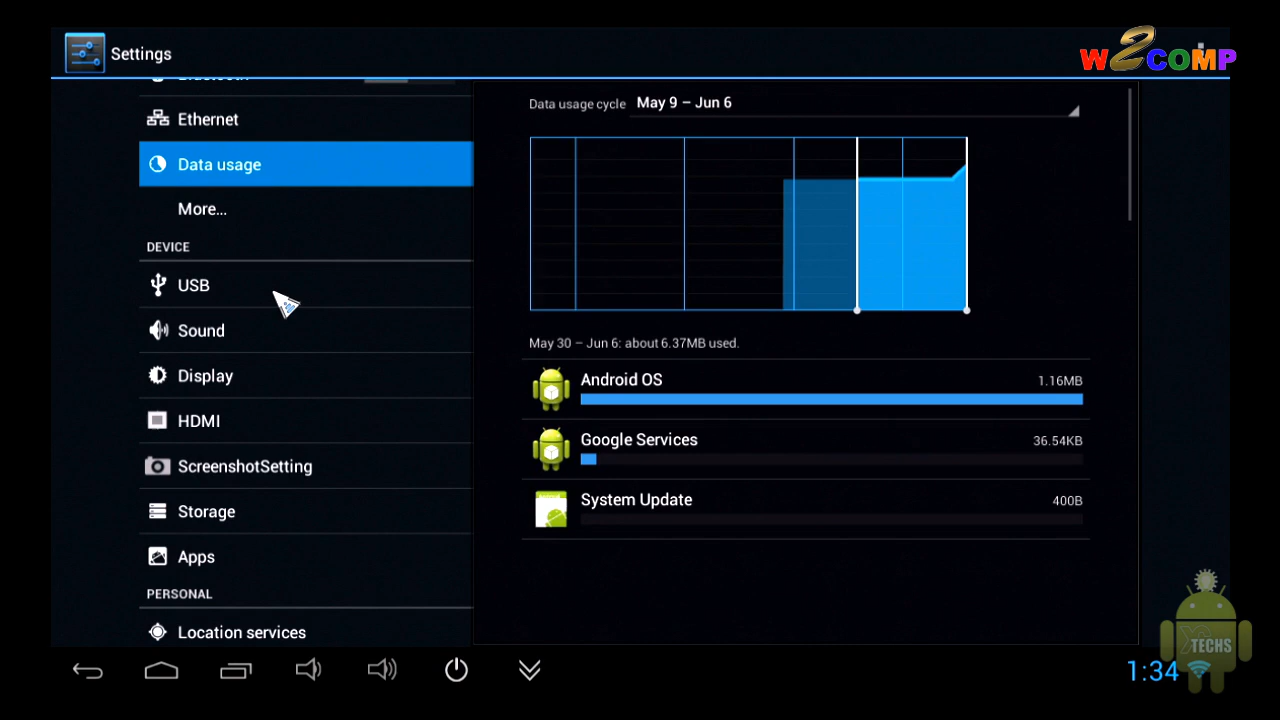 Settings
W2COMP
Bluetooth
Ethernet
Data usage
More...
DEVICE
USB
Sound
Display
HDMI
ScreenshotSetting
Storage
Apps
PERSONAL
Location services
Data usage cycle May 9 – Jun 6
May 30 – Jun 6: about 6.37MB used.
Android OS 1.16MB
Google Services 36.54KB
System Update 400B
TECHS
1:34